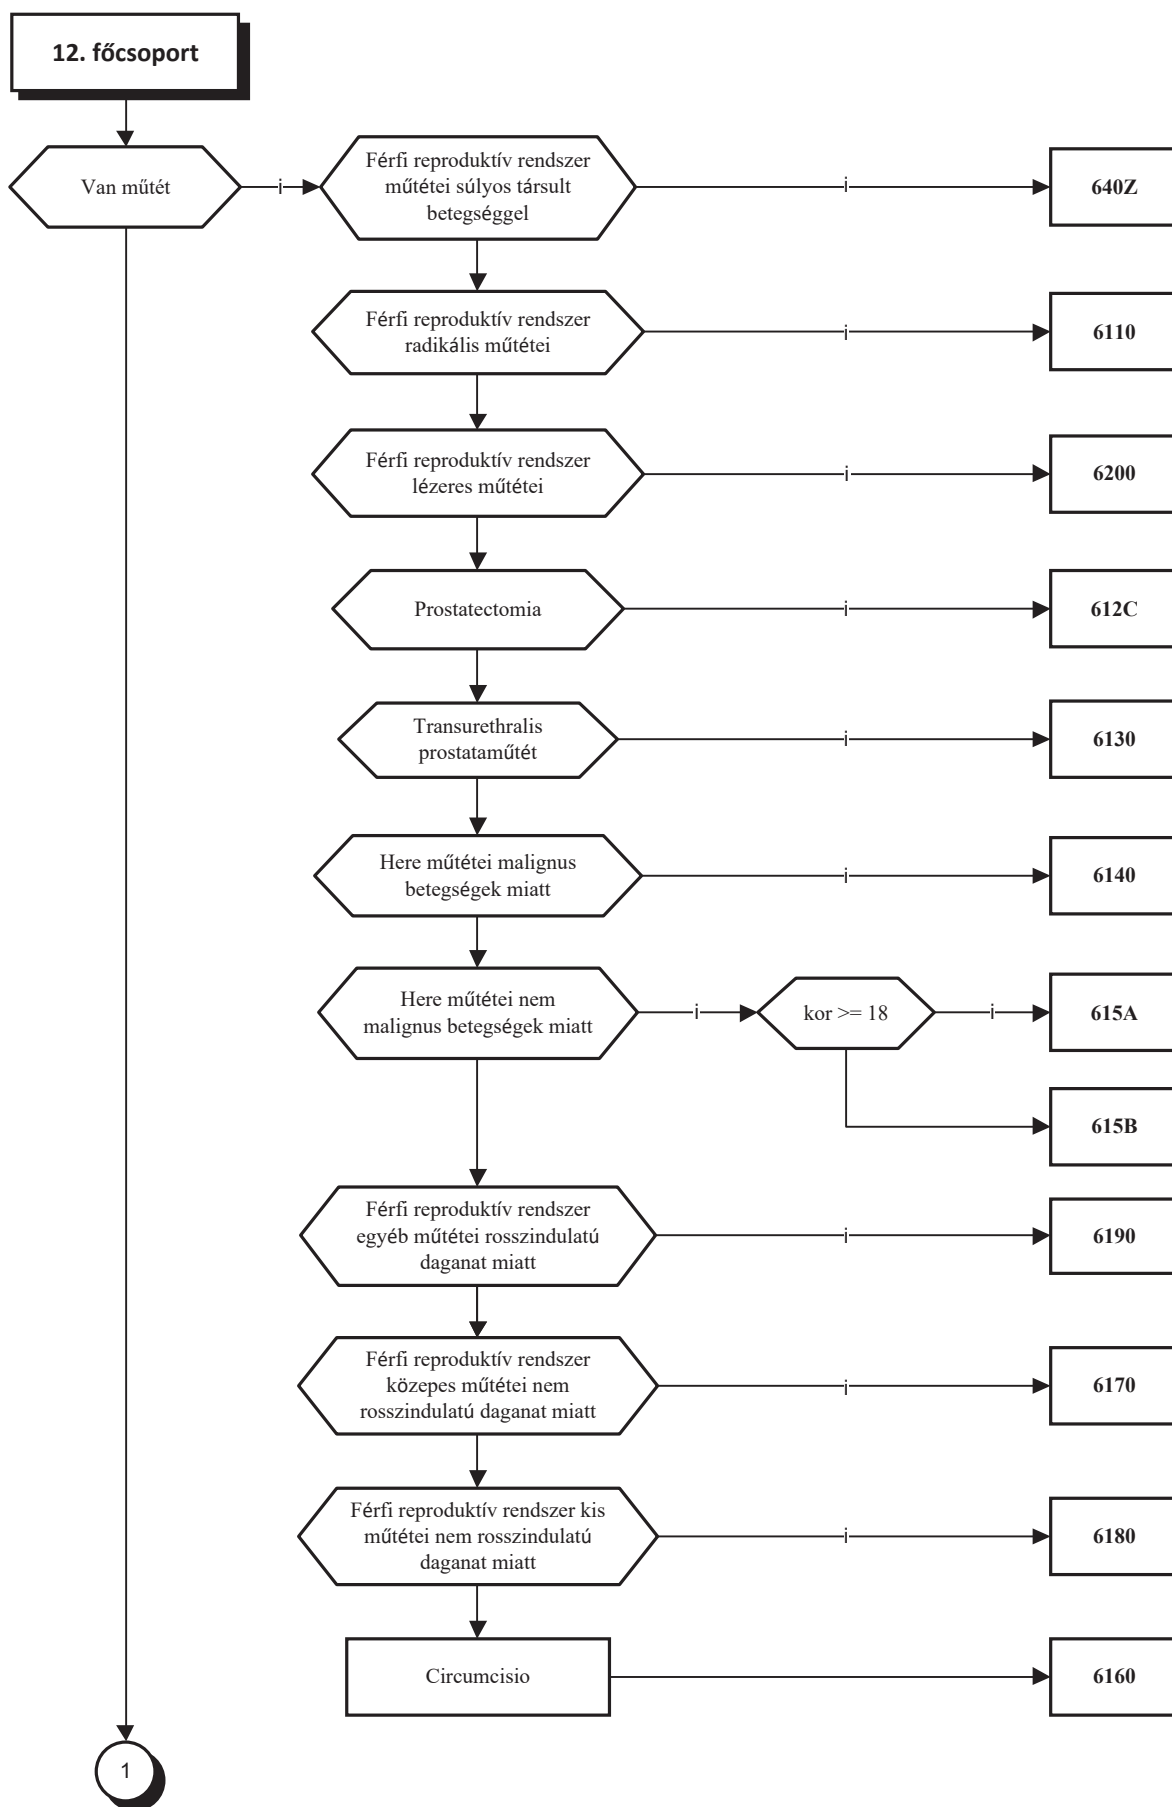 12. főcsoport
Van műtét
i
Férfi reproduktív rendszer
műtétei súlyos társult
betegséggel
i
640Z
Férfi reproduktív rendszer
radikális műtétei
i
6110
Férfi reproduktív rendszer
lézeres műtétei
i
6200
Prostatectomia
i
612C
Transurethralis
prostataműtét
i
6130
Here műtétei malignus
betegségek miatt
i
6140
Here műtétei nem
malignus betegségek miatt
i
kor >= 18
i
615A
615B
Férfi reproduktív rendszer
egyéb műtétei rosszindulatú
daganat miatt
i
6190
Férfi reproduktív rendszer
közepes műtétei nem
rosszindulatú daganat miatt
i
6170
Férfi reproduktív rendszer kis
műtétei nem rosszindulatú
daganat miatt
i
6180
Circumcisio
6160
1